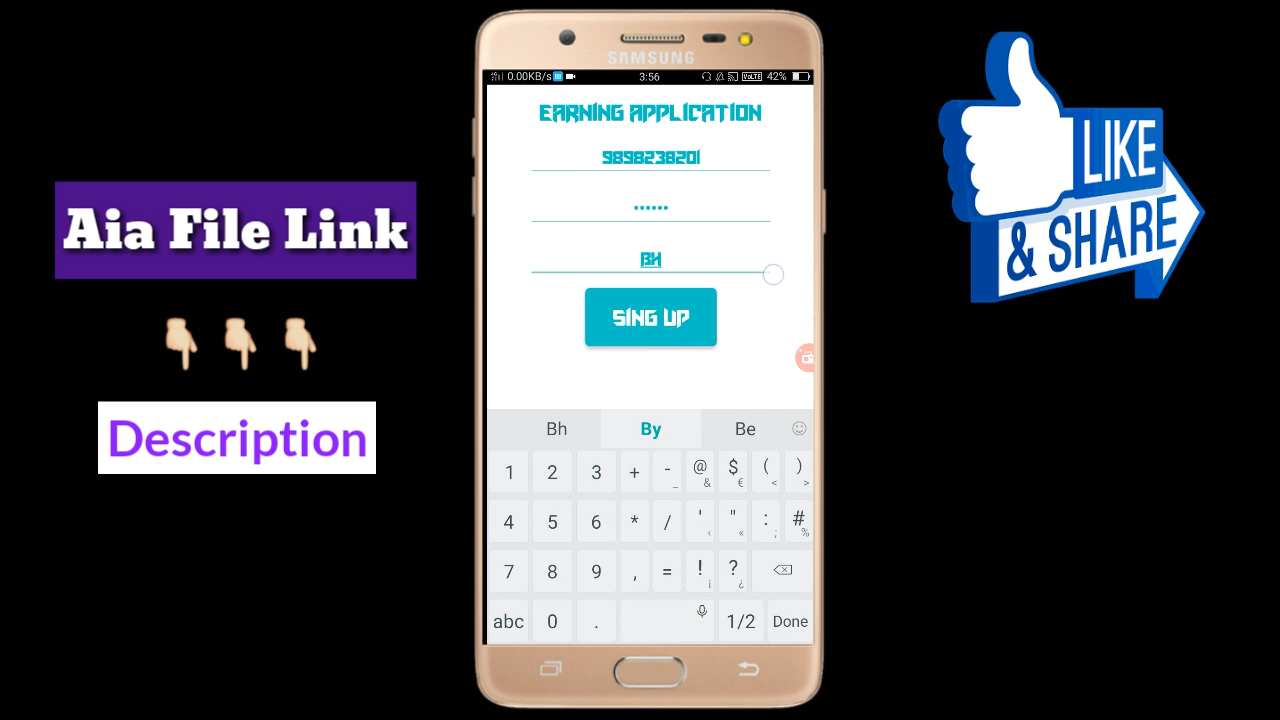 SAMSUNG
0.00KB/s 3:56 VoLTE 42%
EARNING APPLICATION
9898238201
••••••
BH
SING UP
Bh By Be
1 2 3 + - _ @ & $ € ( < ) >
4 5 6 * / ' ‹ " « : ; # %
7 8 9 , = ! ¡ ? ¿
abc 0 . 1/2 Done
Aia File Link
Description
LIKE
& SHARE